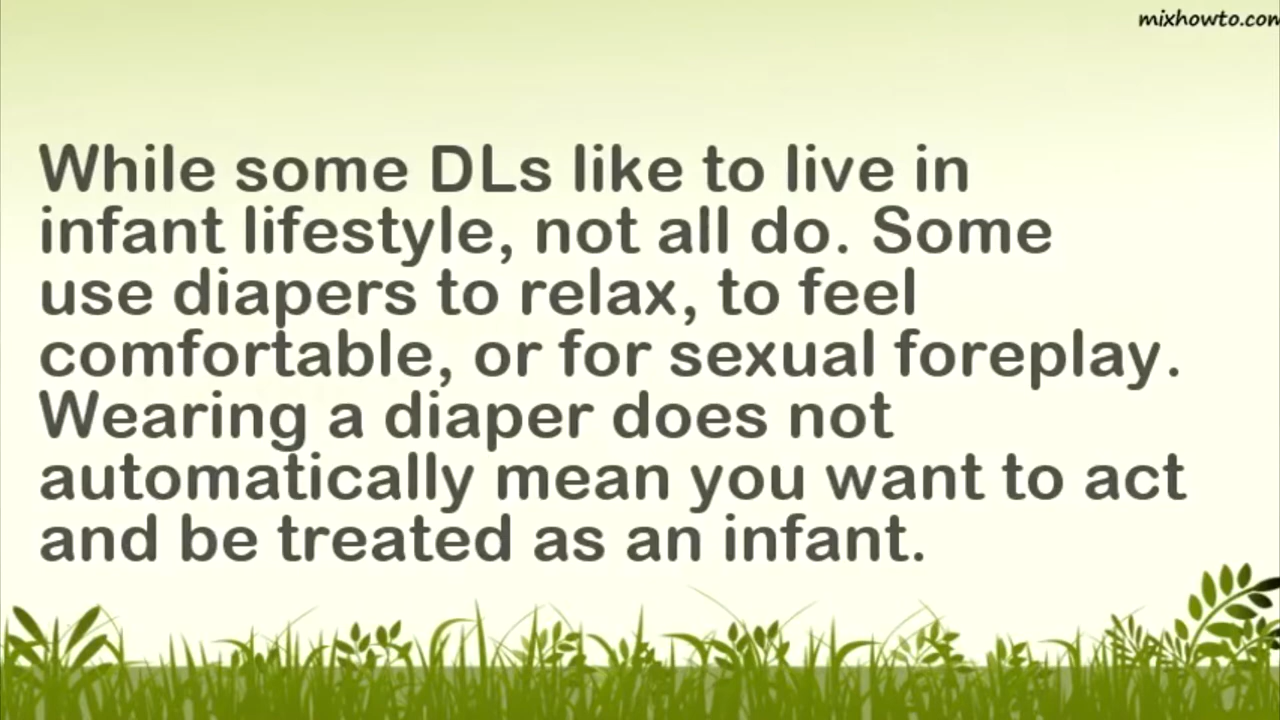 mixhowto.com
While some DLs like to live in
infant lifestyle, not all do. Some
use diapers to relax, to feel
comfortable, or for sexual foreplay.
Wearing a diaper does not
automatically mean you want to act
and be treated as an infant.